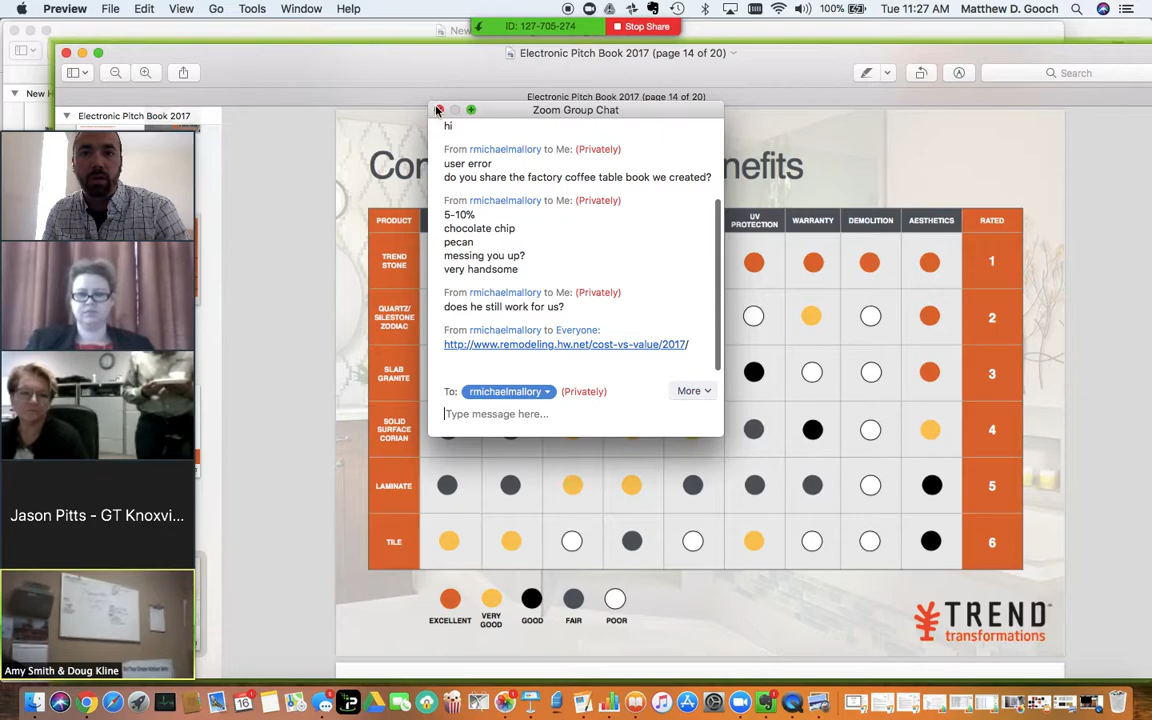 Preview File Edit View Go Tools Window Help
100% Tue 11:27 AM Matthew D. Gooch
ID: 127-705-274 Stop Share
New
Electronic Pitch Book 2017 (page 14 of 20)
Search
New H
Electronic Pitch Book 2017 (page 14 of 20)
Electronic Pitch Book 2017
Zoom Group Chat
hi
From rmichaelmallory to Me: (Privately)
user error
do you share the factory coffee table book we created?
From rmichaelmallory to Me: (Privately)
5-10%
chocolate chip
pecan
messing you up?
very handsome
From rmichaelmallory to Me: (Privately)
does he still work for us?
From rmichaelmallory to Everyone:
http://www.remodeling.hw.net/cost-vs-value/2017/
To: rmichaelmallory (Privately) More
Type message here...
Con
nefits
PRODUCT UV PROTECTION WARRANTY DEMOLITION AESTHETICS RATED
TREND STONE 1
QUARTZ/ SILESTONE ZODIAC 2
SLAB GRANITE 3
SOLID SURFACE CORIAN 4
LAMINATE 5
TILE 6
EXCELLENT VERY GOOD GOOD FAIR POOR
TREND
transformations
Jason Pitts - GT Knoxvi...
Amy Smith & Doug Kline